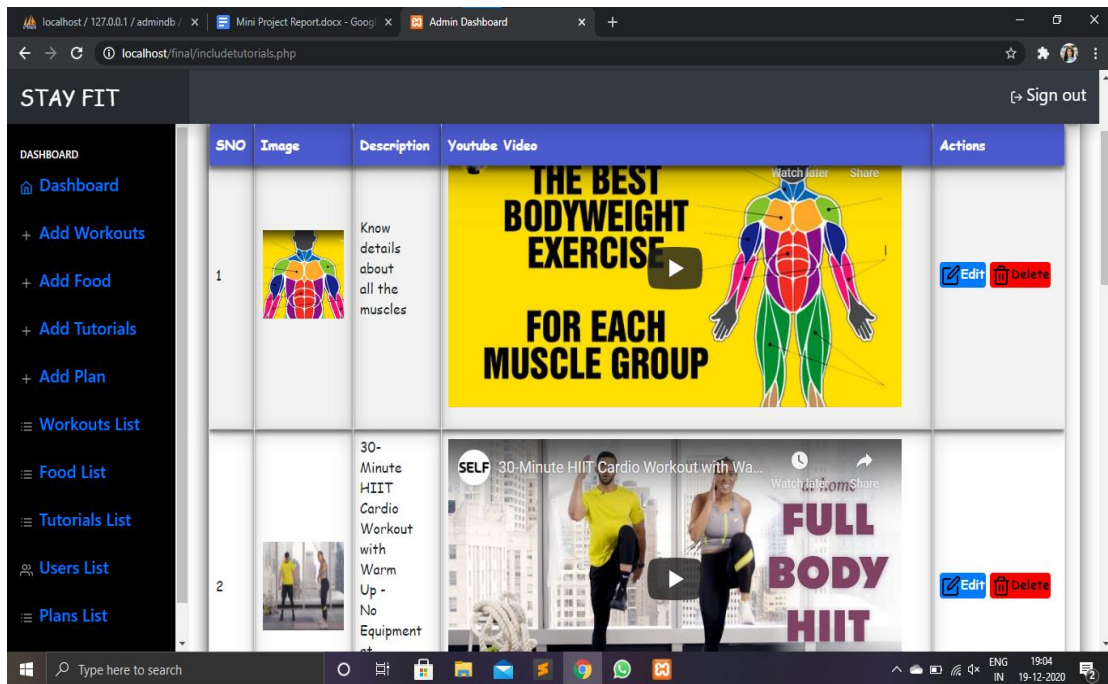 localhost / 127.0.0.1 / admindb /
Mini Project Report.docx - Googl
Admin Dashboard
localhost/final/includetutorials.php
STAY FIT
Sign out
DASHBOARD
Dashboard
+ Add Workouts
+ Add Food
+ Add Tutorials
+ Add Plan
Workouts List
Food List
Tutorials List
Users List
Plans List
SNO Image Description Youtube Video Actions
1
Know
details
about
all the
muscles
Watch later Share
THE BEST
BODYWEIGHT
EXERCISE
FOR EACH
MUSCLE GROUP
Edit Delete
2
30-
Minute
HIIT
Cardio
Workout
with
Warm
Up -
No
Equipment
at
SELF 30-Minute HIIT Cardio Workout with Wa...
Watch later Share
at home
FULL
BODY
HIIT
Edit Delete
Type here to search
ENG 19:04
IN 19-12-2020
2